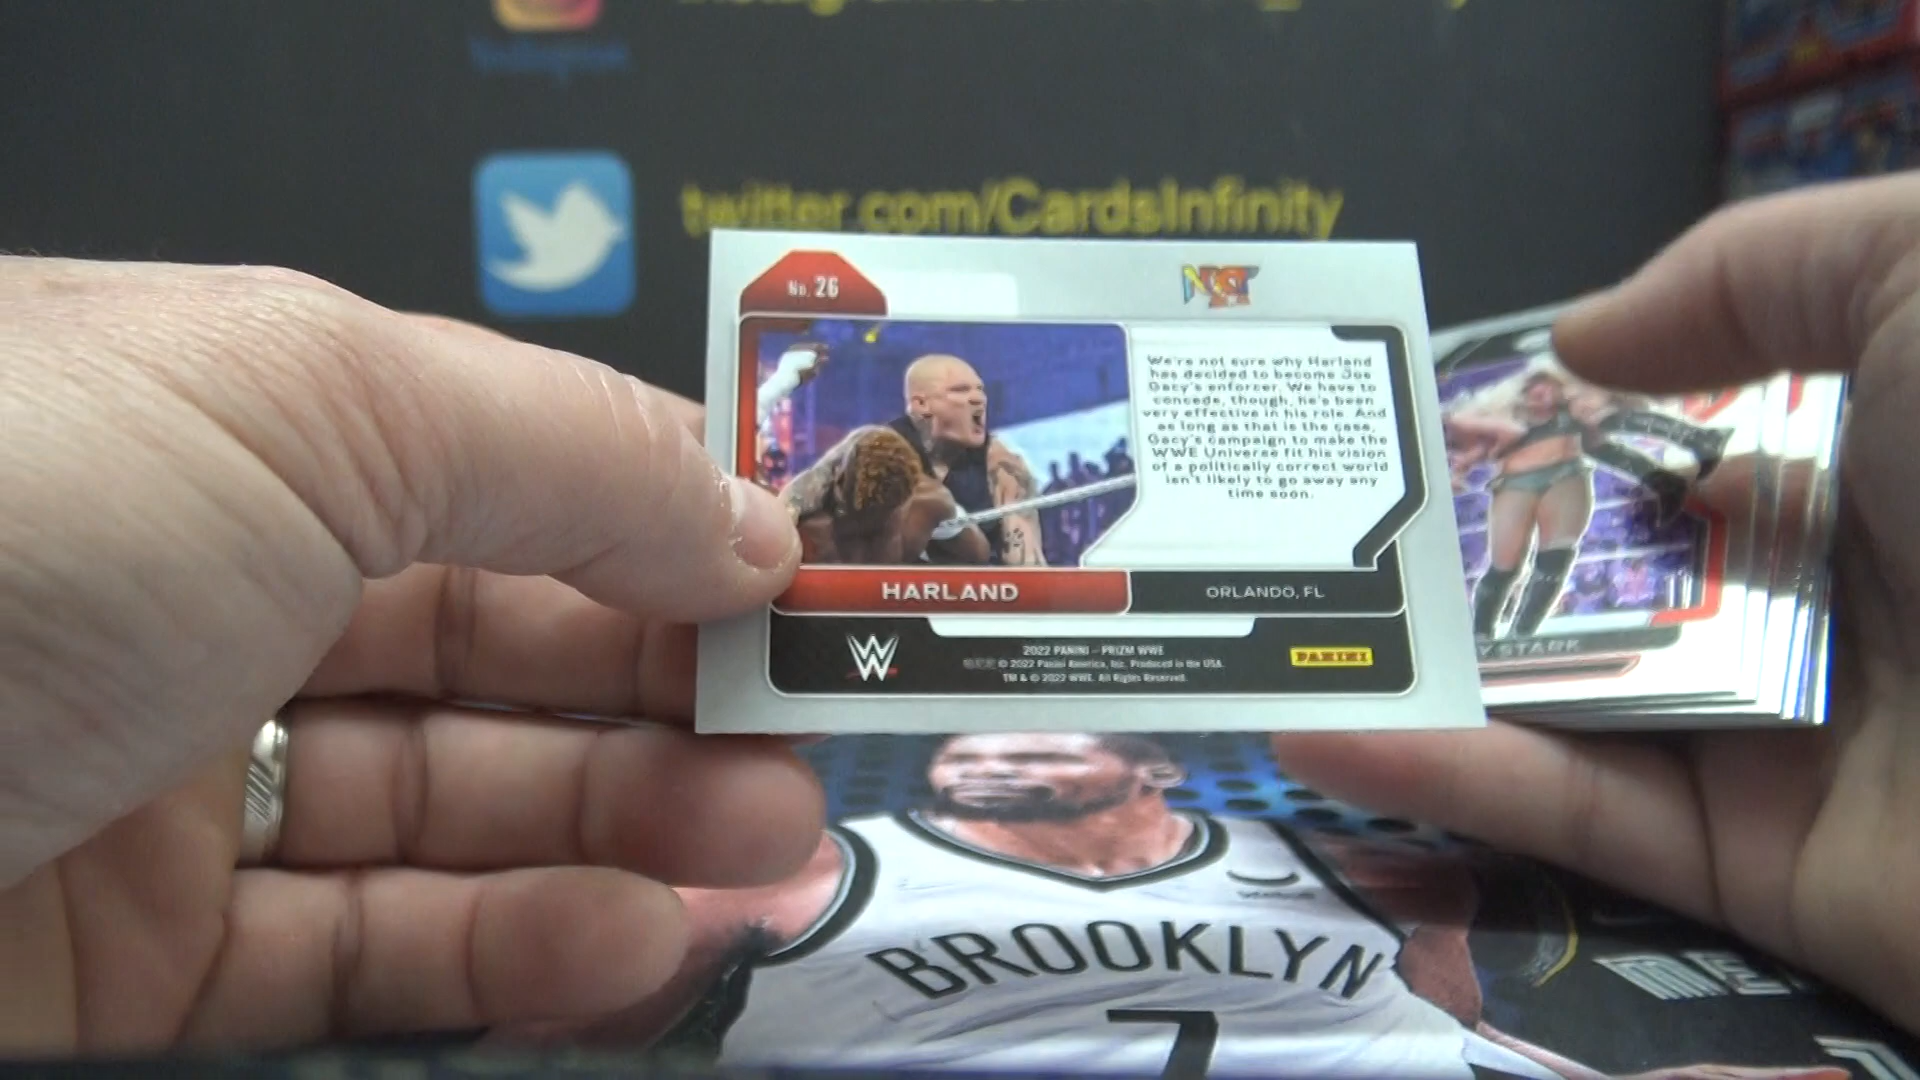 twitter.com/CardsInfinity
No. 26
NXT
We're not sure why Harland
has decided to become Joe
Gacy's enforcer. We have to
concede, though, he's been
very effective in his role. And
as long as that is the case,
Gacy's campaign to make the
WWE Universe fit his vision
of a politically correct world
isn't likely to go away any
time soon.
HARLAND
ORLANDO, FL
W
2022 PANINI – PRIZM WWE
© 2022 Panini America, Inc. Produced in the USA.
TM & © 2022 WWE. All Rights Reserved.
PANINI
STARK
BROOKLYN
7